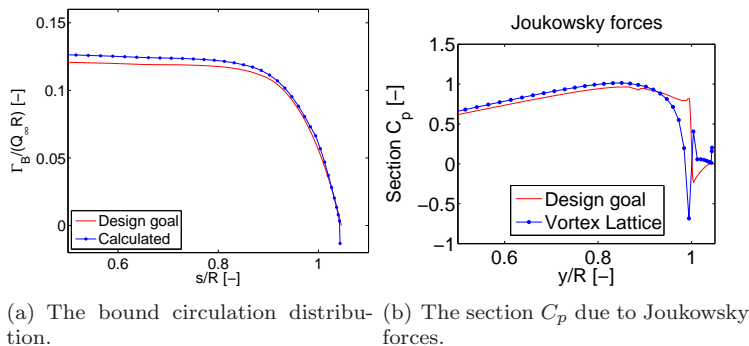 0.15
0.1
0.05
0
Γ_B/(Q_∞R) [−]
Design goal
Calculated
0.6 0.8 1
s/R [−]
Joukowsky forces
1.5
1
0.5
0
−0.5
−1
Section C_p [−]
Design goal
Vortex Lattice
0.6 0.8 1
y/R [−]
(a) The bound circulation distribu-
tion.
(b) The section C_p due to Joukowsky
forces.